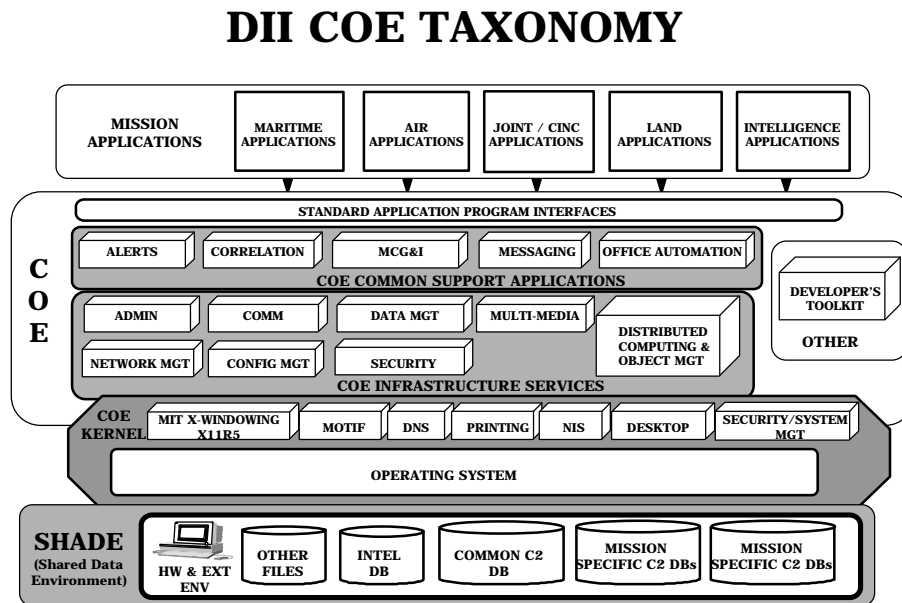 DII COE TAXONOMY
MISSION
APPLICATIONS
MARITIME
APPLICATIONS
AIR
APPLICATIONS
JOINT / CINC
APPLICATIONS
LAND
APPLICATIONS
INTELLIGENCE
APPLICATIONS
STANDARD APPLICATION PROGRAM INTERFACES
C
O
E
ALERTS
CORRELATION
MCG&I
MESSAGING
OFFICE AUTOMATION
COE COMMON SUPPORT APPLICATIONS
ADMIN
COMM
DATA MGT
MULTI-MEDIA
DISTRIBUTED
COMPUTING &
OBJECT MGT
NETWORK MGT
CONFIG MGT
SECURITY
COE INFRASTRUCTURE SERVICES
DEVELOPER'S
TOOLKIT
OTHER
COE
KERNEL
MIT X-WINDOWING
X11R5
MOTIF
DNS
PRINTING
NIS
DESKTOP
SECURITY/SYSTEM
MGT
OPERATING SYSTEM
SHADE
(Shared Data
Environment)
HW & EXT
ENV
OTHER
FILES
INTEL
DB
COMMON C2
DB
MISSION
SPECIFIC C2 DBs
MISSION
SPECIFIC C2 DBs